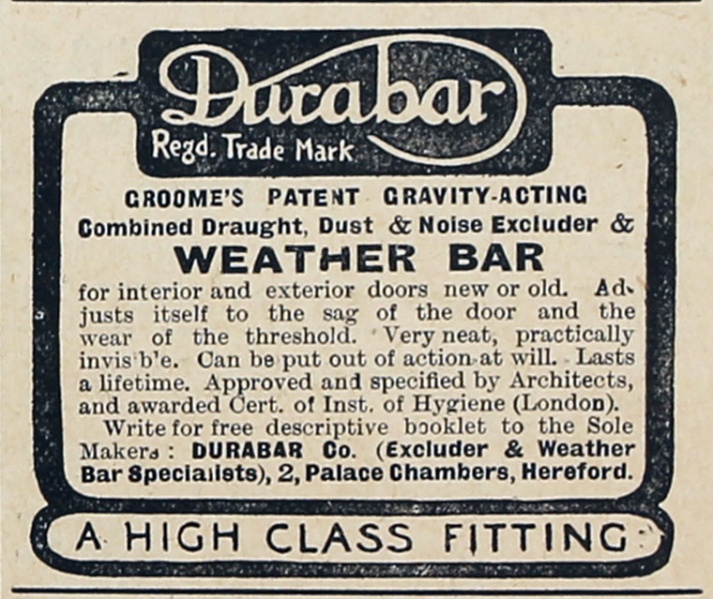 Durabar
Regd. Trade Mark
GROOME'S PATENT GRAVITY-ACTING
Combined Draught, Dust & Noise Excluder &
WEATHER BAR
for interior and exterior doors new or old. Ad-
justs itself to the sag of the door and the
wear of the threshold. Very neat, practically
invis b'e. Can be put out of action at will. Lasts
a lifetime. Approved and specified by Architects,
and awarded Cert. of Inst. of Hygiene (London).
Write for free descriptive booklet to the Sole
Makers: DURABAR Co. (Excluder & Weather
Bar Specialists), 2, Palace Chambers, Hereford.
A HIGH CLASS FITTING